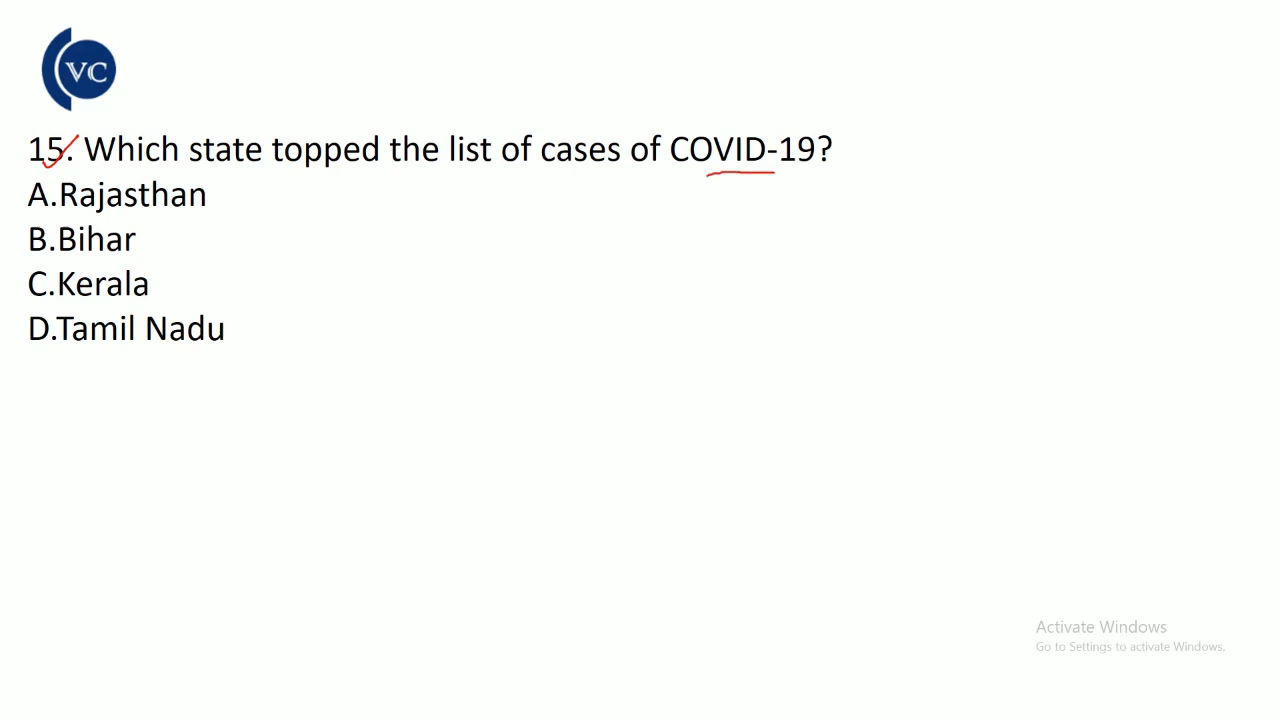 VC
15. Which state topped the list of cases of COVID-19?
A.Rajasthan
B.Bihar
C.Kerala
D.Tamil Nadu
Activate Windows
Go to Settings to activate Windows.